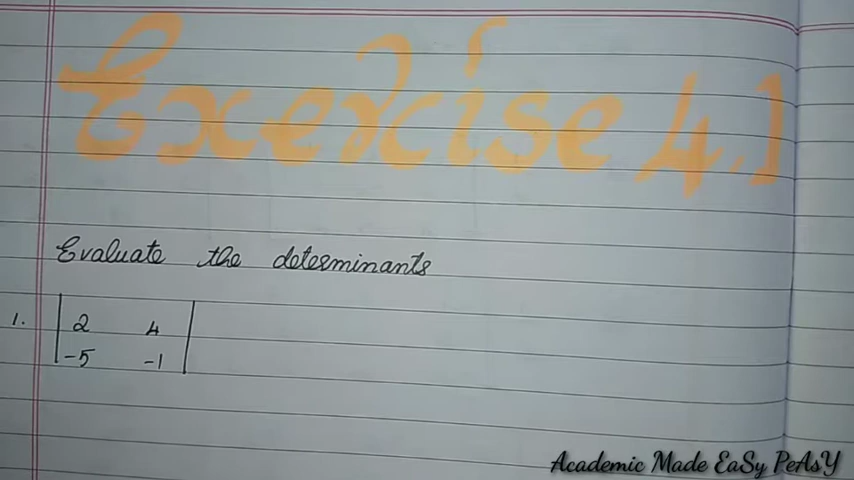 Exercise 4.1
Evaluate the determinants
1. | 2 4 |
| -5 -1 |
Academic Made EaSy PeAsY